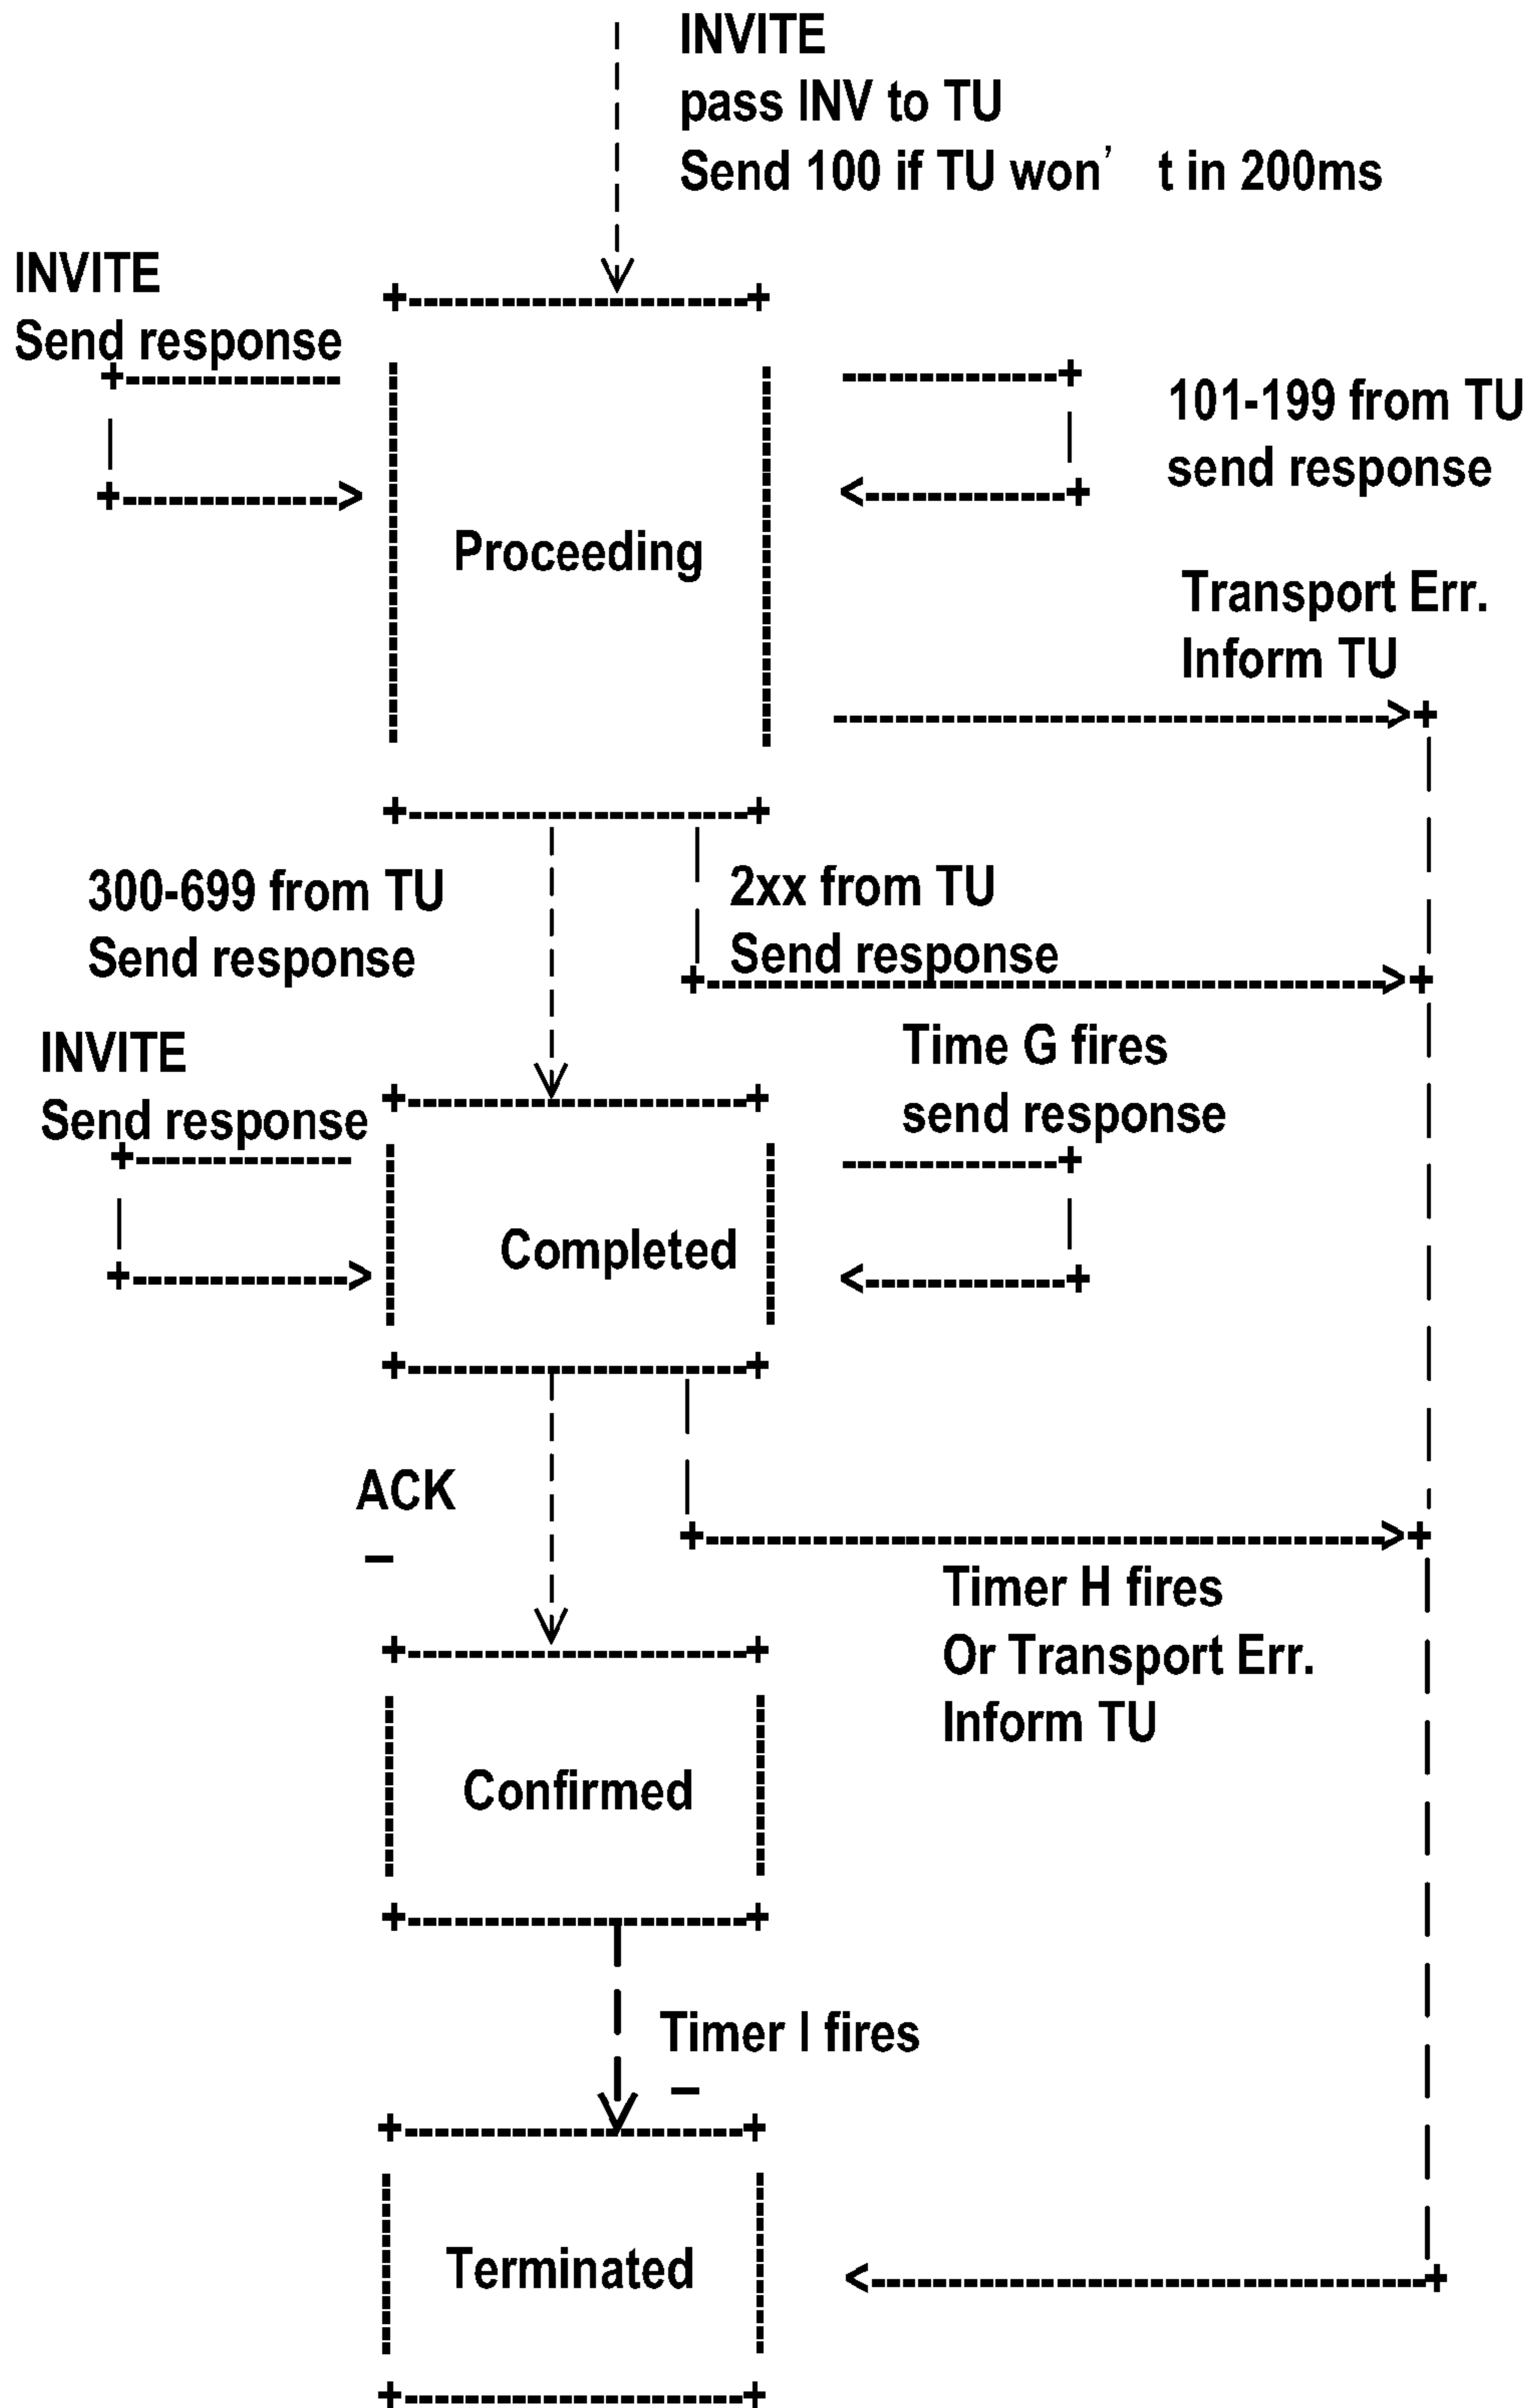 INVITE
pass INV to TU
Send 100 if TU won’ t in 200ms
INVITE
Send response
101-199 from TU
send response
Proceeding
Transport Err.
Inform TU
300-699 from TU
Send response
2xx from TU
Send response
INVITE
Send response
Time G fires
send response
Completed
ACK
–
Timer H fires
Or Transport Err.
Inform TU
Confirmed
Timer I fires
–
Terminated